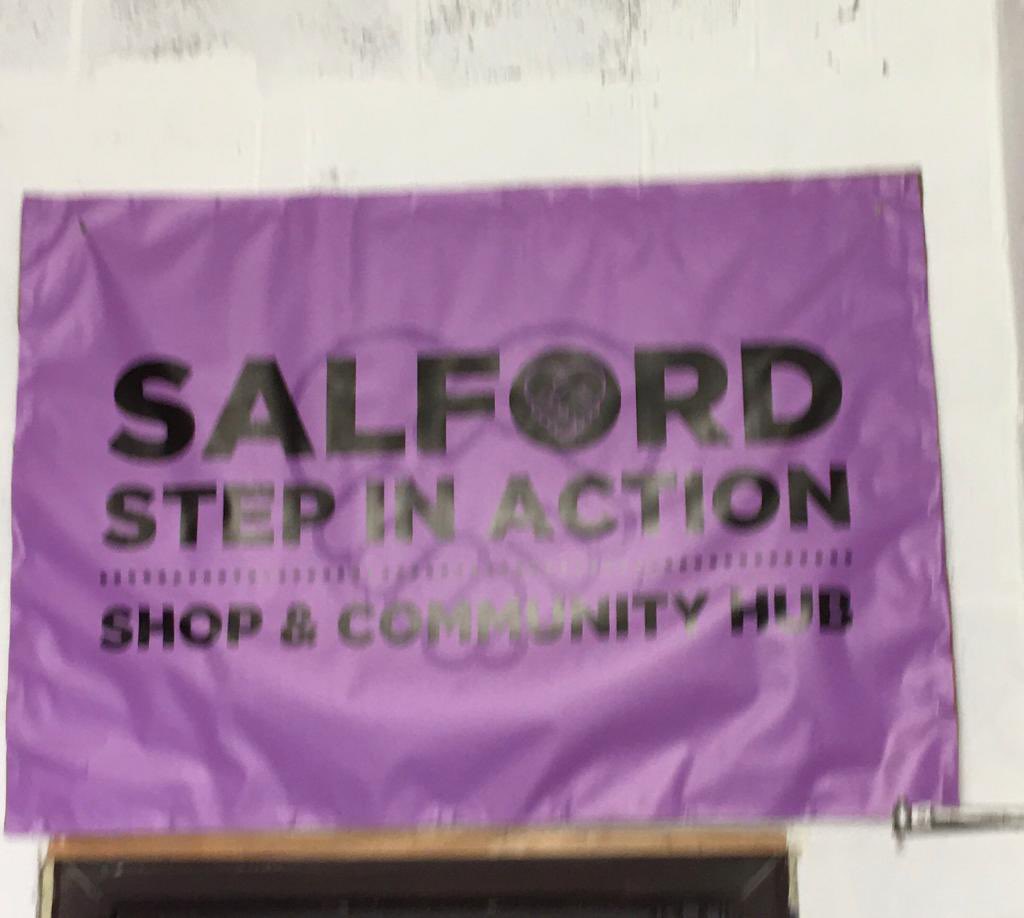 SALFORD
STEP IN ACTION
SHOP & COMMUNITY HUB